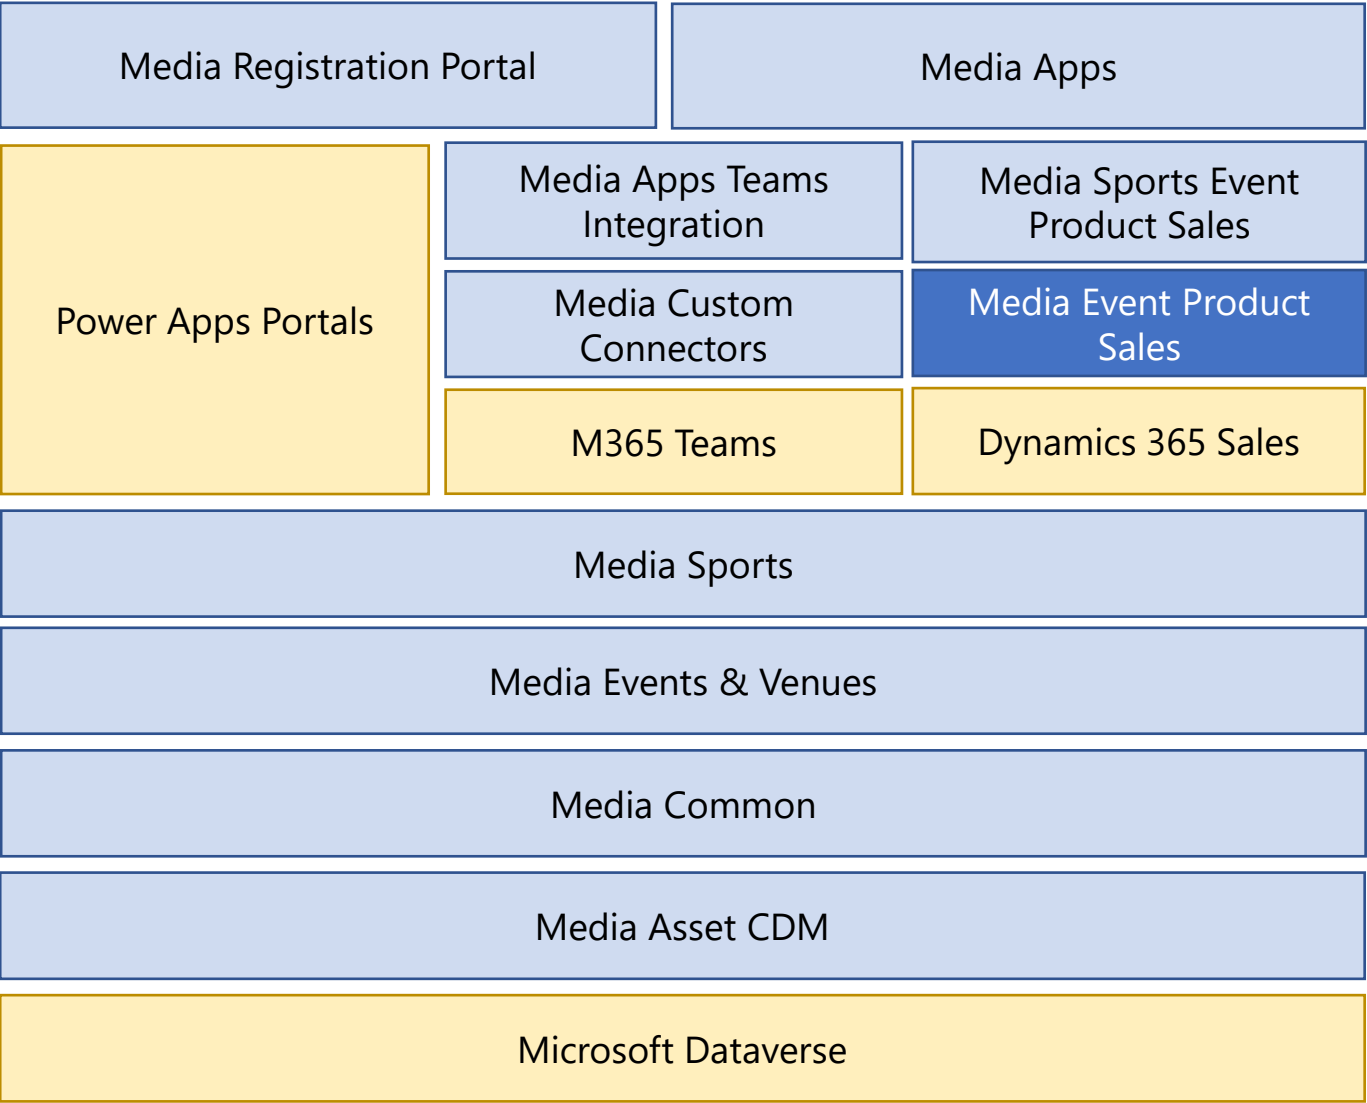 Media Registration Portal
Media Apps
Power Apps Portals
Media Apps Teams
Integration
Media Sports Event
Product Sales
Media Custom
Connectors
Media Event Product
Sales
M365 Teams
Dynamics 365 Sales
Media Sports
Media Events & Venues
Media Common
Media Asset CDM
Microsoft Dataverse